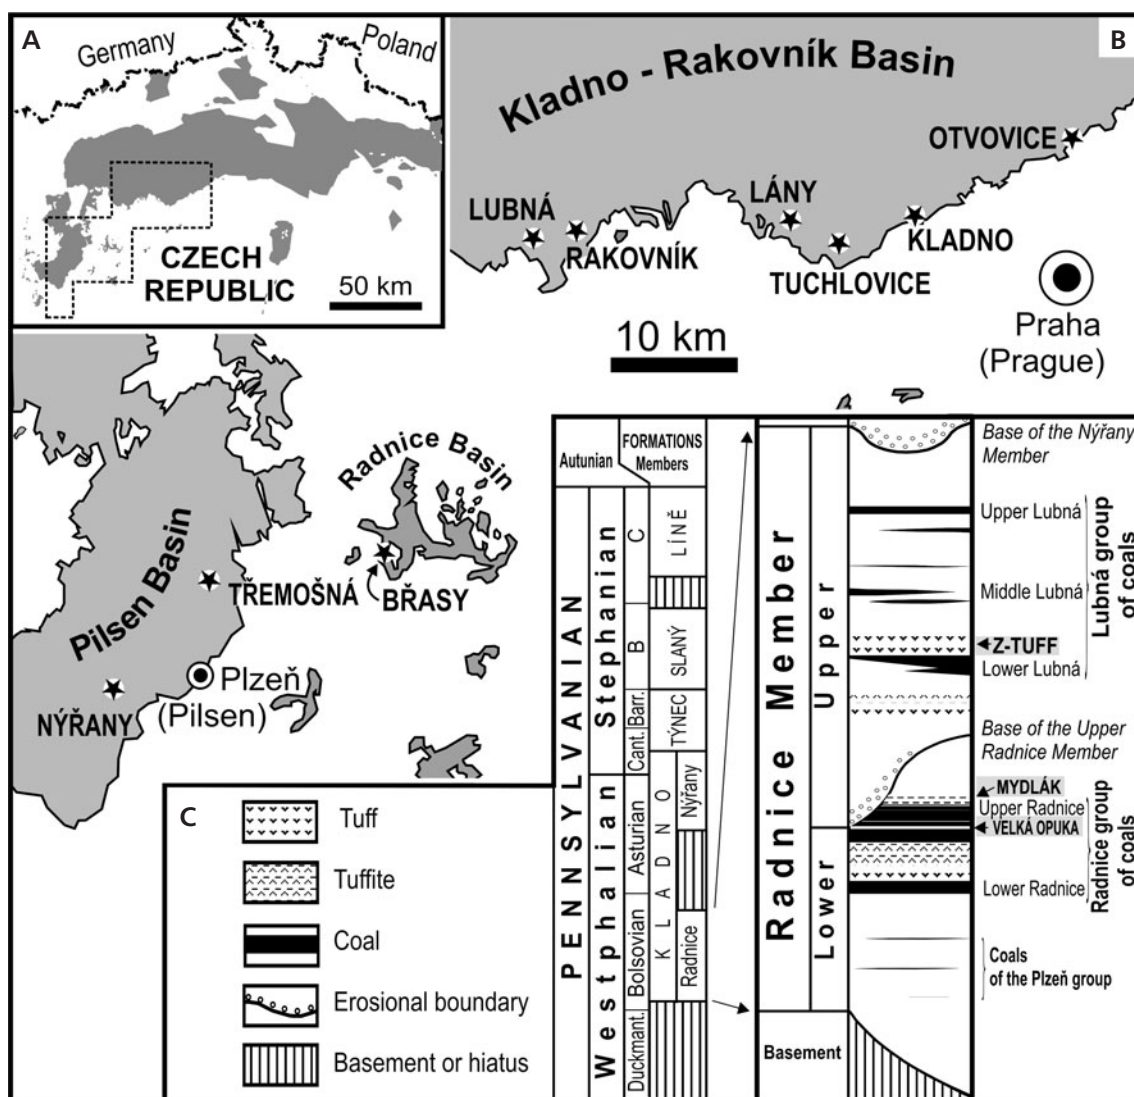 A
Germany
Poland
CZECH
REPUBLIC
50 km
B
Kladno - Rakovník Basin
OTVOVICE
LÁNY
LUBNÁ
RAKOVNÍK
KLADNO
TUCHLOVICE
10 km
Praha
(Prague)
Radnice Basin
Pilsen Basin
TŘEMOŠNÁ
BŘASY
Plzeň
(Pilsen)
NÝŘANY
C
Tuff
Tuffite
Coal
Erosional boundary
Basement or hiatus
Autunian
FORMATIONS
Members
PENNSYLVANIAN
Stephanian
Westphalian
C
B
Barr.
Cant.
Asturian
Bolsovian
Duckmant.
LÍNĚ
SLANÝ
TÝNEC
KLADNO
Nýřany
Radnice
Radnice Member
Upper
Lower
Basement
Base of the Nýřany
Member
Upper Lubná
Middle Lubná
Z-TUFF
Lower Lubná
Lubná group
of coals
Base of the Upper
Radnice Member
MYDLÁK
Upper Radnice
VELKÁ OPUKA
Lower Radnice
Radnice group
of coals
Coals
of the Plzeň group